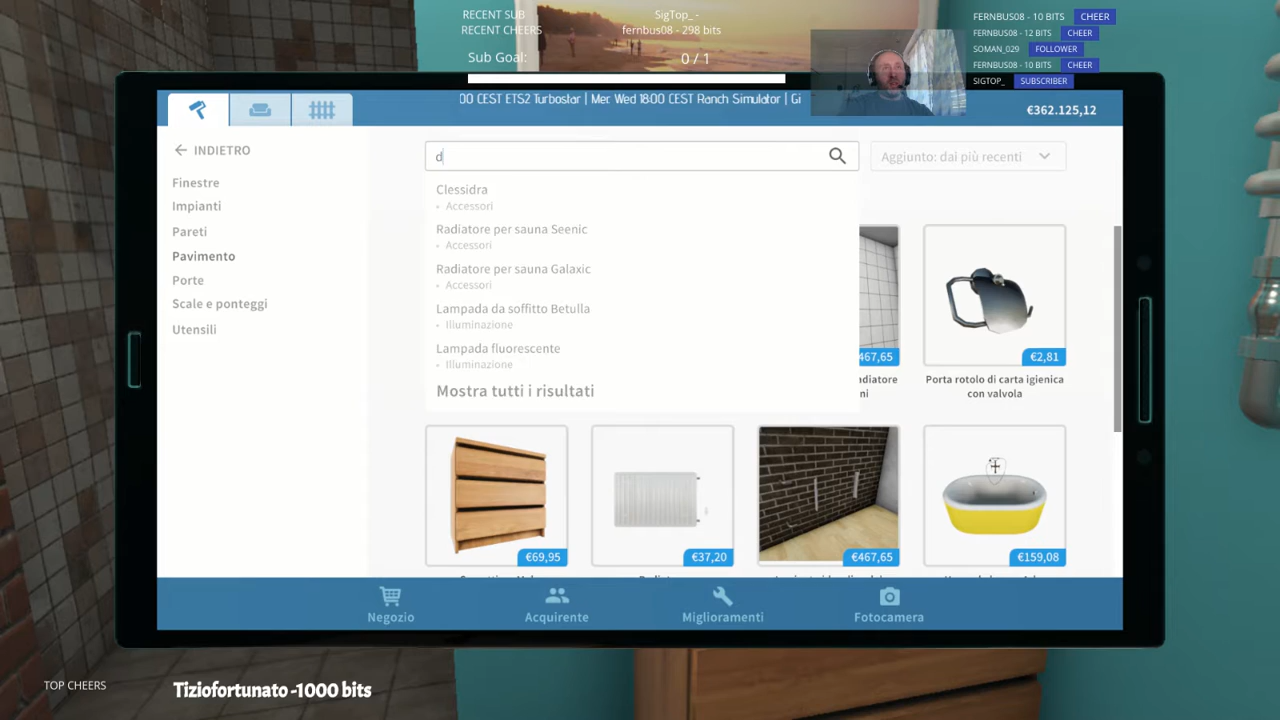 RECENT SUB
SigTop_ -
RECENT CHEERS
fernbus08 - 298 bits
Sub Goal:
0 / 1
FERNBUS08 - 10 BITS CHEER
FERNBUS08 - 12 BITS CHEER
SOMAN_029 FOLLOWER
FERNBUS08 - 10 BITS CHEER
SIGTOP_ SUBSCRIBER
00 CEST ETS2 Turbostar | Mer Wed 18:00 CEST Ranch Simulator | Gi
€362.125,12
INDIETRO
Finestre
Impianti
Pareti
Pavimento
Porte
Scale e ponteggi
Utensili
d
Aggiunto: dai più recenti
Clessidra
• Accessori
Radiatore per sauna Seenic
• Accessori
Radiatore per sauna Galaxic
• Accessori
Lampada da soffitto Betulla
• Illuminazione
Lampada fluorescente
• Illuminazione
Mostra tutti i risultati
467,65
adiatore
ni
€2,81
Porta rotolo di carta igienica
con valvola
€69,95
€37,20
€467,65
€159,08
Negozio
Acquirente
Miglioramenti
Fotocamera
TOP CHEERS
Tiziofortunato -1000 bits